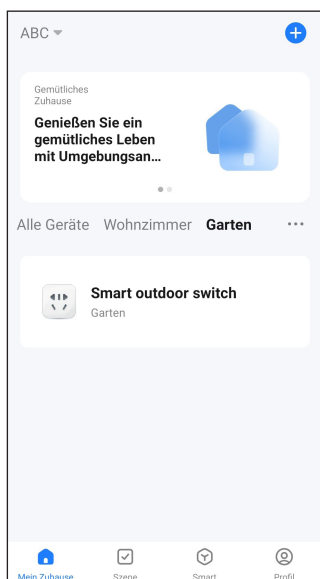 ABC
Gemütliches
Zuhause
Genießen Sie ein
gemütliches Leben
mit Umgebungsan...
Alle Geräte Wohnzimmer Garten
Smart outdoor switch
Garten
Mein Zuhause Szene Smart Profil